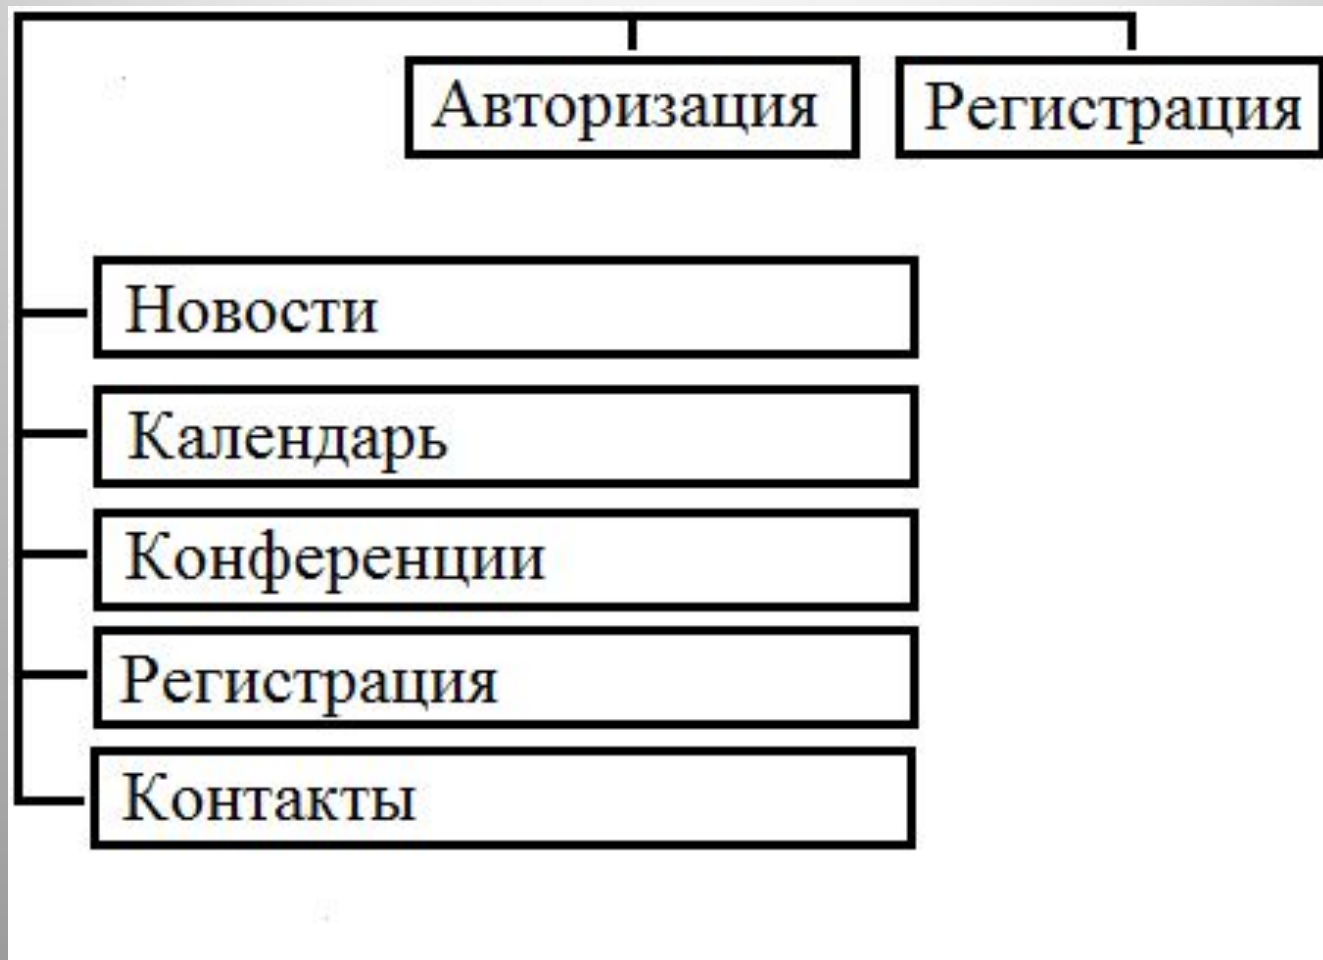 Авторизация
Регистрация
Новости
Календарь
Конференции
Регистрация
Контакты